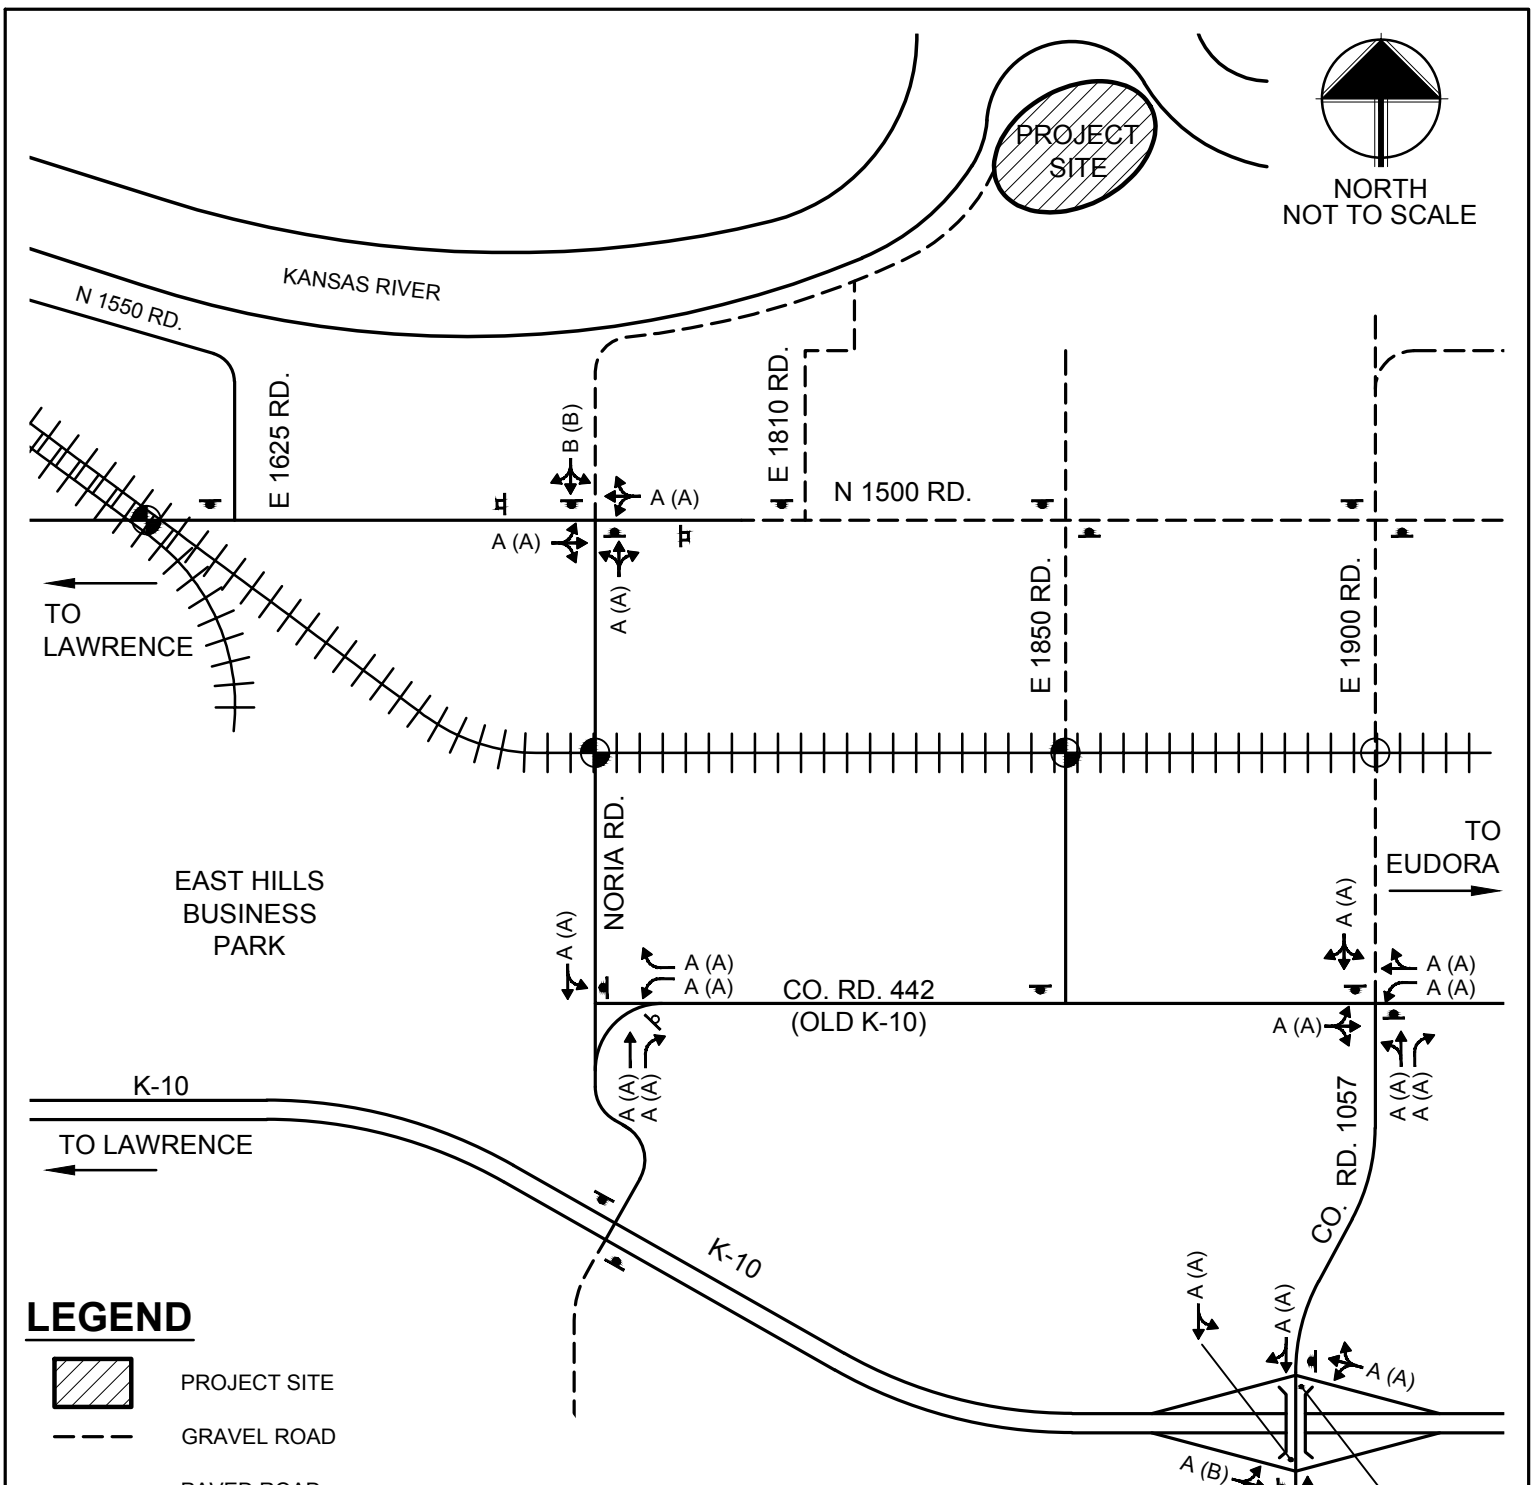 PROJECT
SITE
NORTH
NOT TO SCALE
KANSAS RIVER
N 1550 RD.
E 1625 RD.
B (B)
E 1810 RD.
A (A)
N 1500 RD.
A (A)
A (A)
E 1850 RD.
E 1900 RD.
TO
LAWRENCE
NORIA RD.
TO
EUDORA
EAST HILLS
BUSINESS
PARK
A (A)
A (A)
A (A)
CO. RD. 442
(OLD K-10)
A (A)
A (A)
A (A)
A (A)
A (A)
A (A)
A (A)
A (A)
K-10
TO LAWRENCE
CO. RD. 1057
K-10
A (A)
A (A)
A (A)
A (B)
LEGEND
PROJECT SITE
GRAVEL ROAD